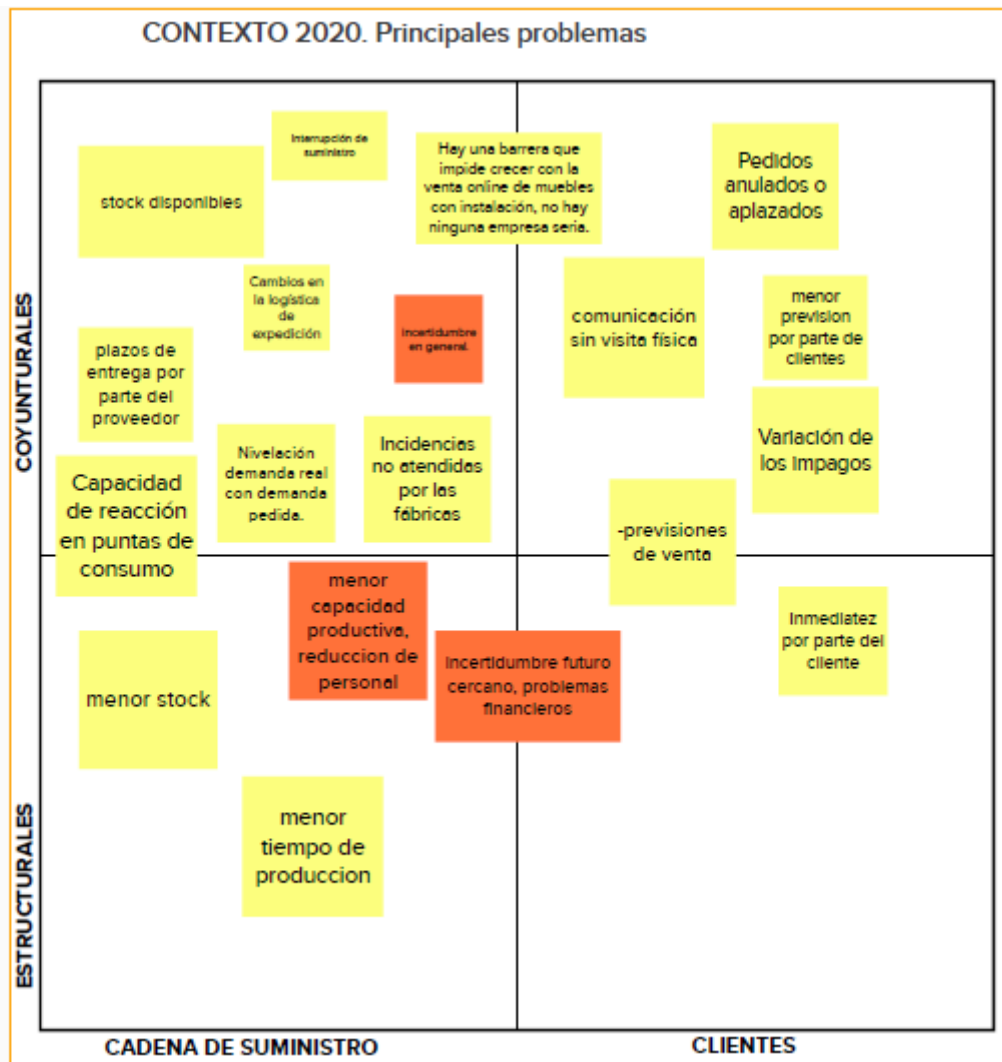 CONTEXTO 2020. Principales problemas
COYUNTURALES
Interrupción de
suministro
stock disponibles
Hay una barrera que
impide crecer con la
venta online de muebles
con instalación, no hay
ninguna empresa seria.
Pedidos
anulados o
aplazados
Cambios en
la logística
de
expedición
incertidumbre
en general.
comunicación
sin visita física
menor
prevision
por parte de
clientes
plazos de
entrega por
parte del
proveedor
Nivelación
demanda real
con demanda
pedida.
Incidencias
no atendidas
por las
fábricas
Variación de
los impagos
Capacidad
de reacción
en puntas de
consumo
-previsiones
de venta
ESTRUCTURALES
menor
capacidad
productiva,
reduccion de
personal
Inmediatez
por parte del
cliente
menor stock
incertidumbre futuro
cercano, problemas
financieros
menor
tiempo de
produccion
CADENA DE SUMINISTRO
CLIENTES